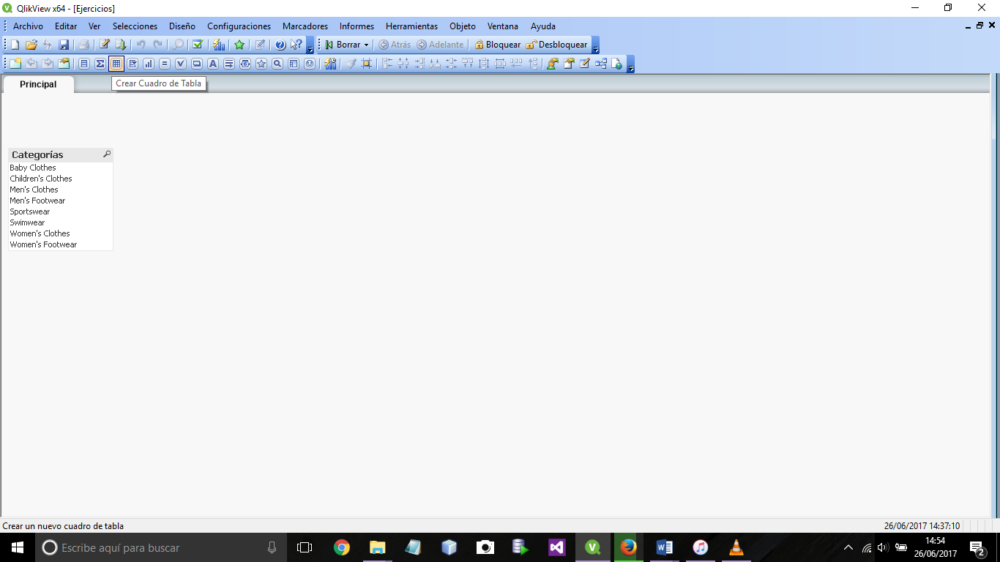 QlikView x64 - [Ejercicios]
Archivo Editar Ver Selecciones Diseño Configuraciones Marcadores Informes Herramientas Objeto Ventana Ayuda
Borrar Atrás Adelante Bloquear Desbloquear
Principal
Crear Cuadro de Tabla
Categorías
Baby Clothes
Children's Clothes
Men's Clothes
Men's Footwear
Sportswear
Swimwear
Women's Clothes
Women's Footwear
Crear un nuevo cuadro de tabla
26/06/2017 14:37:10
Escribe aquí para buscar
14:54
26/06/2017
2